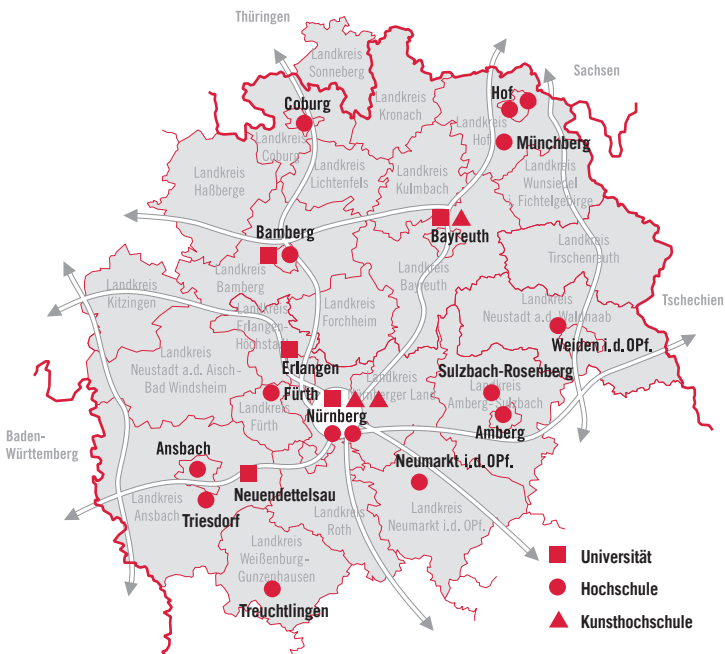 Thüringen
Landkreis
Sonneberg
Sachsen
Landkreis
Kronach
Hof
Coburg
Landkreis
Hof
Landkreis
Coburg
Münchberg
Landkreis
Haßberge
Landkreis
Lichtenfels
Landkreis
Kulmbach
Landkreis
Wunsiedel
i. Fichtelgebirge
Bamberg
Bayreuth
Landkreis
Tirschenreuth
Landkreis
Bamberg
Landkreis
Bayreuth
Landkreis
Kitzingen
Landkreis
Erlangen-
Höchstadt
Landkreis
Forchheim
Landkreis
Neustadt a.d. Waldnaab
Tschechien
Weiden i.d.OPf.
Landkreis
Neustadt a.d. Aisch-
Bad Windsheim
Erlangen
Fürth
Landkreis
Nürnberger Land
Sulzbach-Rosenberg
Landkreis
Amberg-Sulzbach
Landkreis
Fürth
Nürnberg
Amberg
Baden-
Württemberg
Ansbach
Neumarkt i.d.OPf.
Neuendettelsau
Landkreis
Ansbach
Triesdorf
Landkreis
Roth
Landkreis
Neumarkt i.d. OPf.
Landkreis
Weißenburg-
Gunzenhausen
Treuchtlingen
Universität
Hochschule
Kunsthochschule